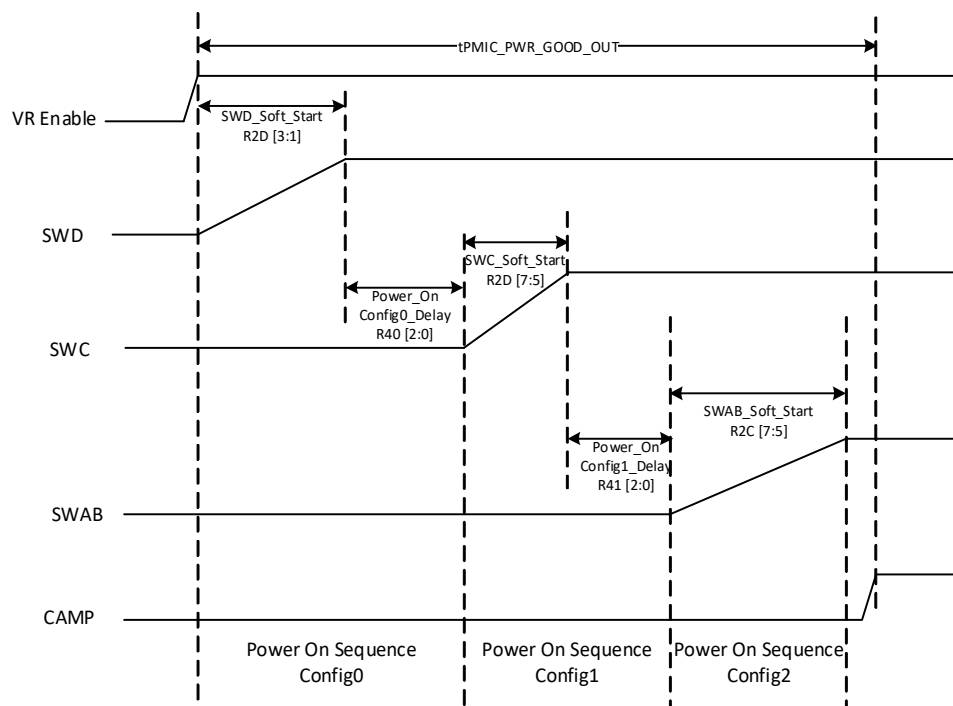 tPMIC_PWR_GOOD_OUT
VR Enable
SWD_Soft_Start
R2D [3:1]
SWD
SWC_Soft_Start
R2D [7:5]
Power_On
Config0_Delay
R40 [2:0]
SWC
SWAB_Soft_Start
R2C [7:5]
Power_On
Config1_Delay
R41 [2:0]
SWAB
CAMP
Power On Sequence
Config0
Power On Sequence
Config1
Power On Sequence
Config2